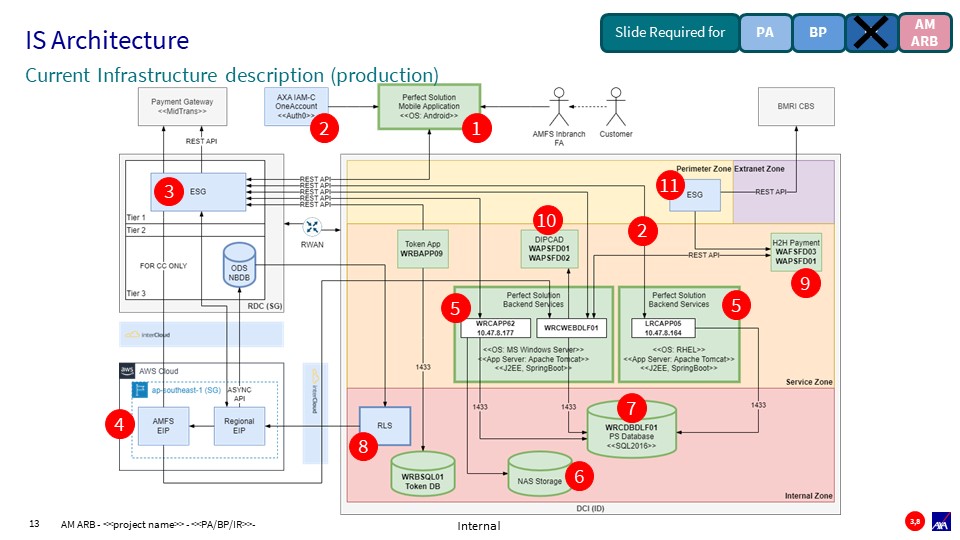 IS Architecture
Slide Required for
PA
BP
AM
ARB
Current Infrastructure description (production)
Payment Gateway
<<MidTrans>>
AXA IAM-C
OneAccount
<<Auth0>>
2
Perfect Solution
Mobile Application
<<OS: Android>>
1
AMFS Inbranch
FA
Customer
BMRI CBS
REST API
Perimeter Zone
Extranet Zone
3
ESG
REST API
REST API
REST API
REST API
REST API
11
ESG
REST API
Tier 1
Tier 2
RWAN
Token App
WRBAPP09
10
DIPCAD
WAPSFD01
WAPSFD02
2
H2H Payment
WAFSFD03
WAPSFD01
REST API
FOR CC ONLY
ODS
NBDB
9
Tier 3
RDC (SG)
5
Perfect Solution
Backend Services
WRCAPP62
10.47.8.177
WRCWEBDLF01
<<OS: MS Windows Server>>
<<App Server: Apache Tomcat>>
<<J2EE, SpringBoot>>
Perfect Solution
Backend Services
5
LRCAPP05
10.47.8.164
<<OS: RHEL>>
<<App Server: Apache Tomcat>>
<<J2EE, SpringBoot>>
Service Zone
InterCloud
InterCloud
aws
AWS Cloud
ap-southeast-1 (SG)
ASYNC
API
1433
4
AMFS
EIP
Regional
EIP
RLS
8
1433
1433
1433
7
WRCDBDLF01
PS Database
<<SQL2016>>
WRBSQL01
Token DB
NAS Storage
6
Internal Zone
DCI (ID)
13
AM ARB - <<project name>> - <<PA/BP/IR>>-
Internal
3,8
AXA